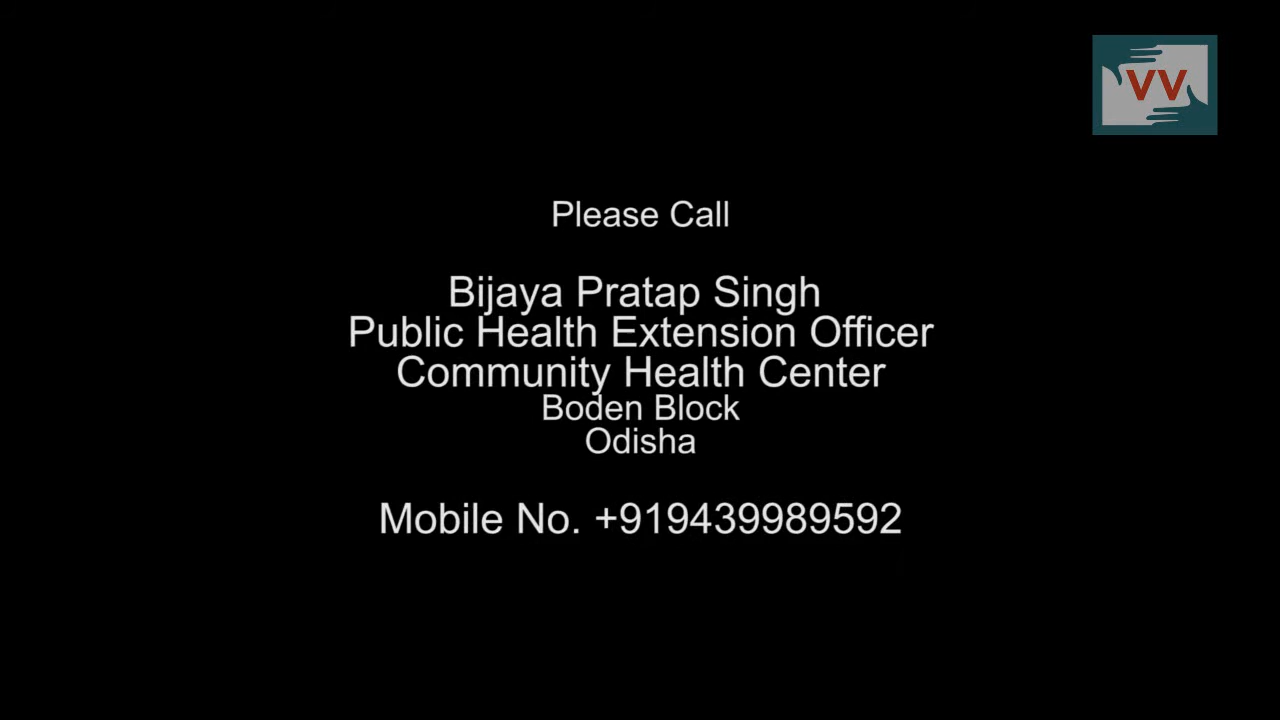 VV
Please Call
Bijaya Pratap Singh
Public Health Extension Officer
Community Health Center
Boden Block
Odisha
Mobile No. +919439989592